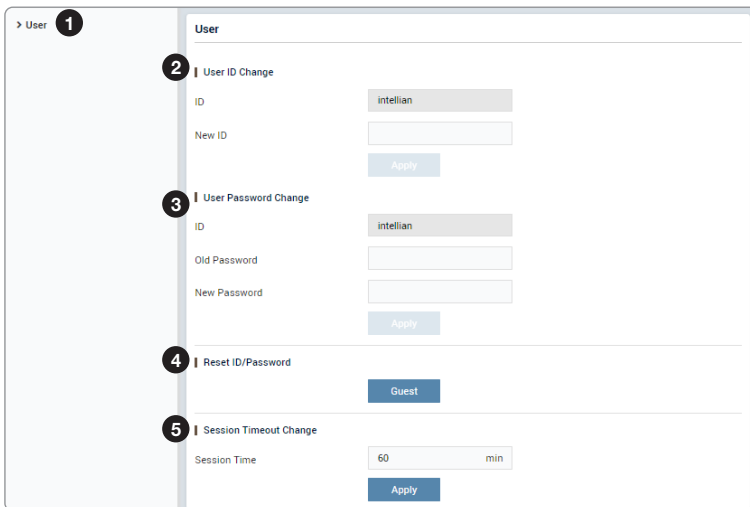 > User 1
User
2 User ID Change
ID intellian
New ID
Apply
3 User Password Change
ID intellian
Old Password
New Password
Apply
4 Reset ID/Password
Guest
5 Session Timeout Change
Session Time 60 min
Apply